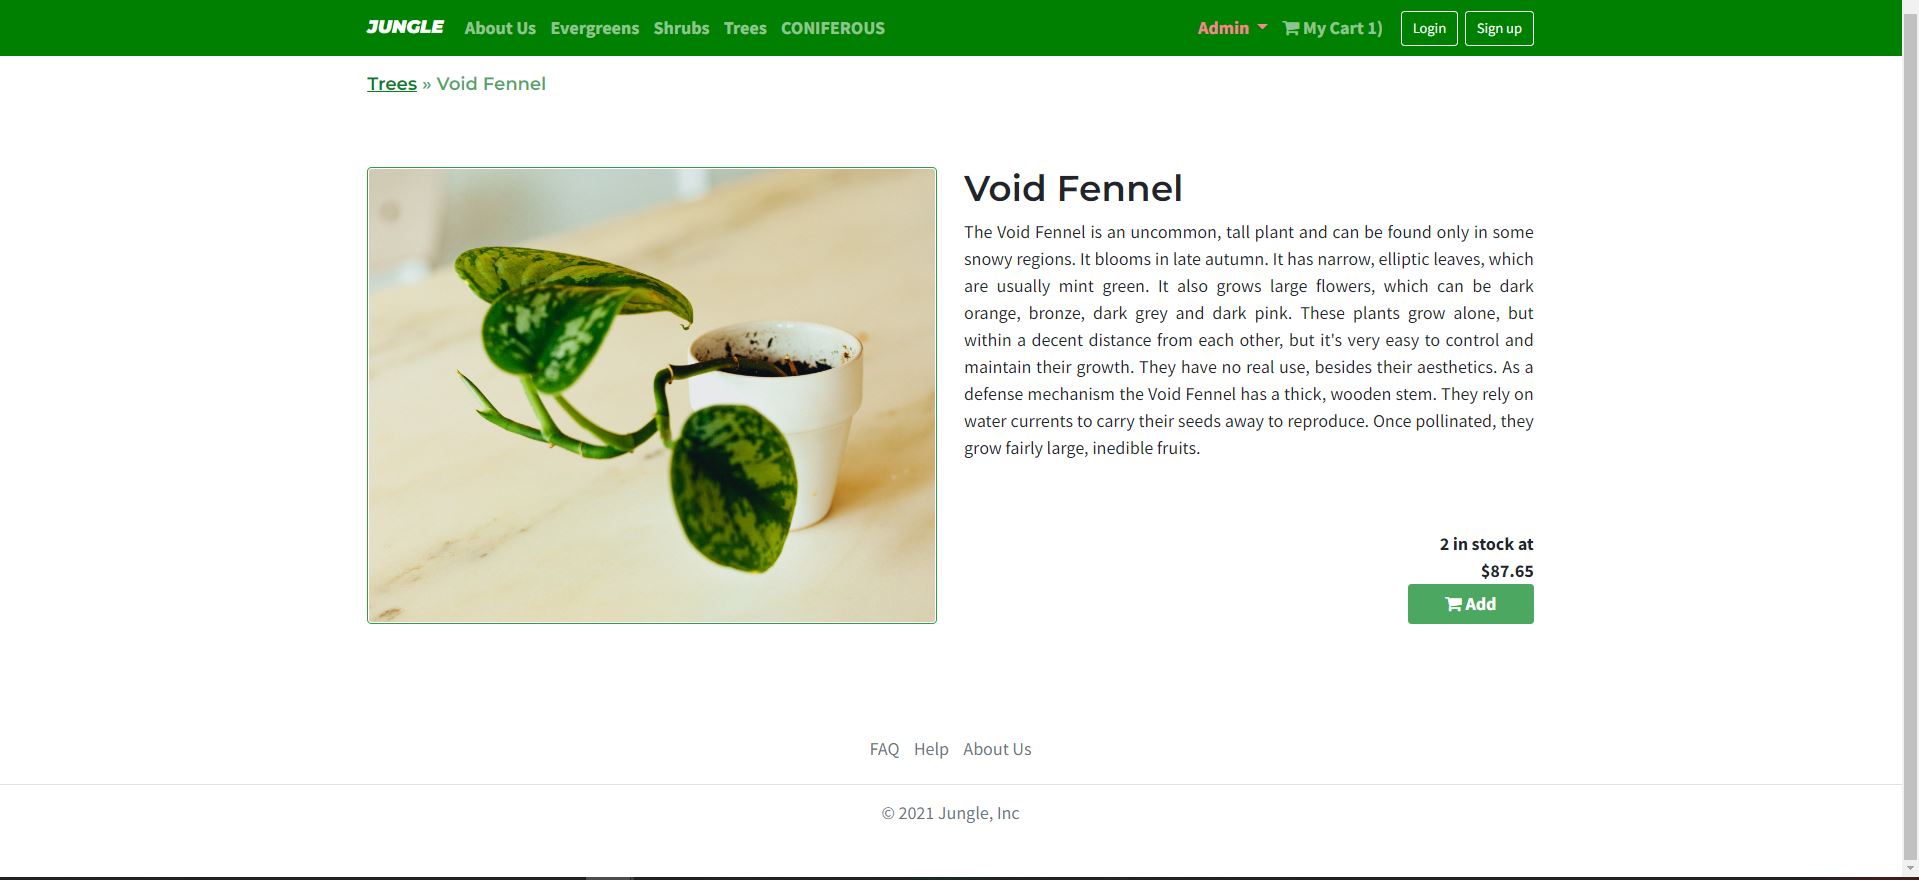 JUNGLE About Us Evergreens Shrubs Trees CONIFEROUS Admin My Cart 1) Login Sign up
Trees » Void Fennel
Void Fennel
The Void Fennel is an uncommon, tall plant and can be found only in some
snowy regions. It blooms in late autumn. It has narrow, elliptic leaves, which
are usually mint green. It also grows large flowers, which can be dark
orange, bronze, dark grey and dark pink. These plants grow alone, but
within a decent distance from each other, but it's very easy to control and
maintain their growth. They have no real use, besides their aesthetics. As a
defense mechanism the Void Fennel has a thick, wooden stem. They rely on
water currents to carry their seeds away to reproduce. Once pollinated, they
grow fairly large, inedible fruits.
2 in stock at
$87.65
Add
FAQ Help About Us
© 2021 Jungle, Inc